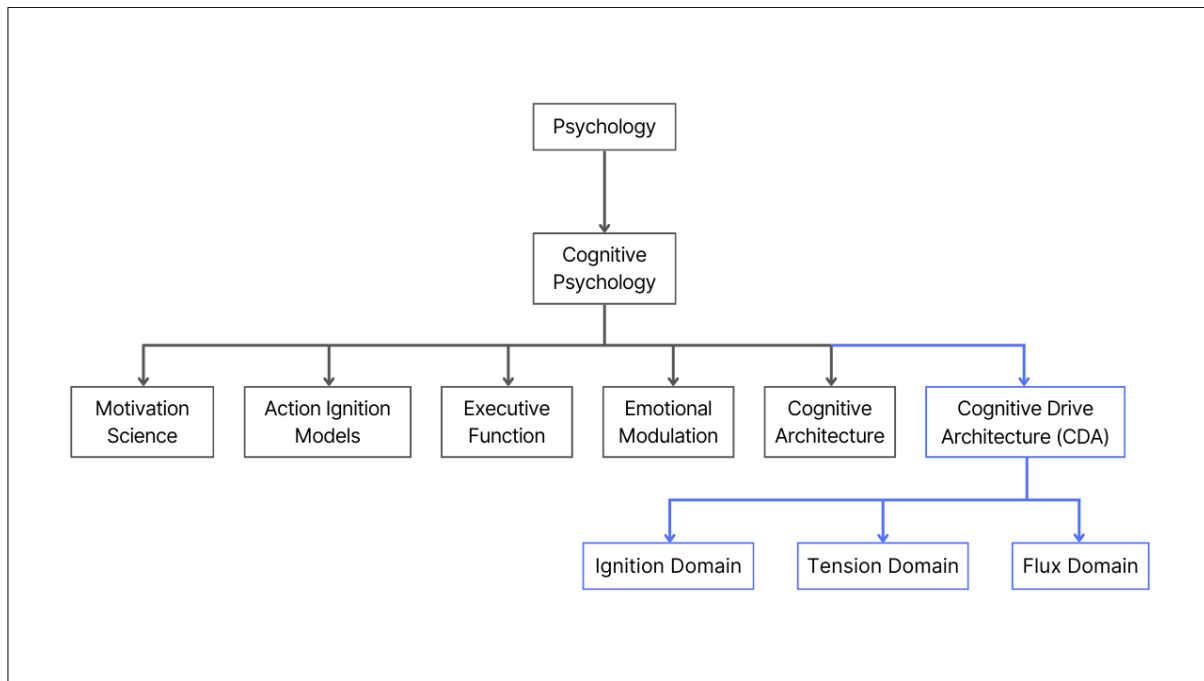 Psychology
Cognitive
Psychology
Motivation
Science
Action Ignition
Models
Executive
Function
Emotional
Modulation
Cognitive
Architecture
Cognitive Drive
Architecture (CDA)
Ignition Domain
Tension Domain
Flux Domain